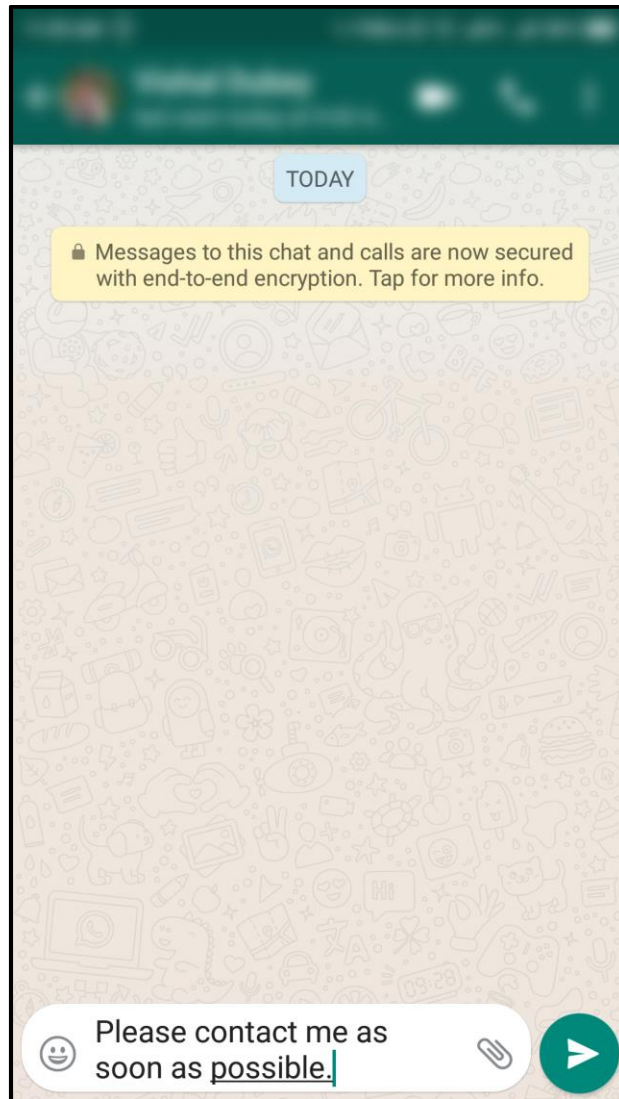 TODAY
Messages to this chat and calls are now secured
with end-to-end encryption. Tap for more info.
Please contact me as
soon as possible.